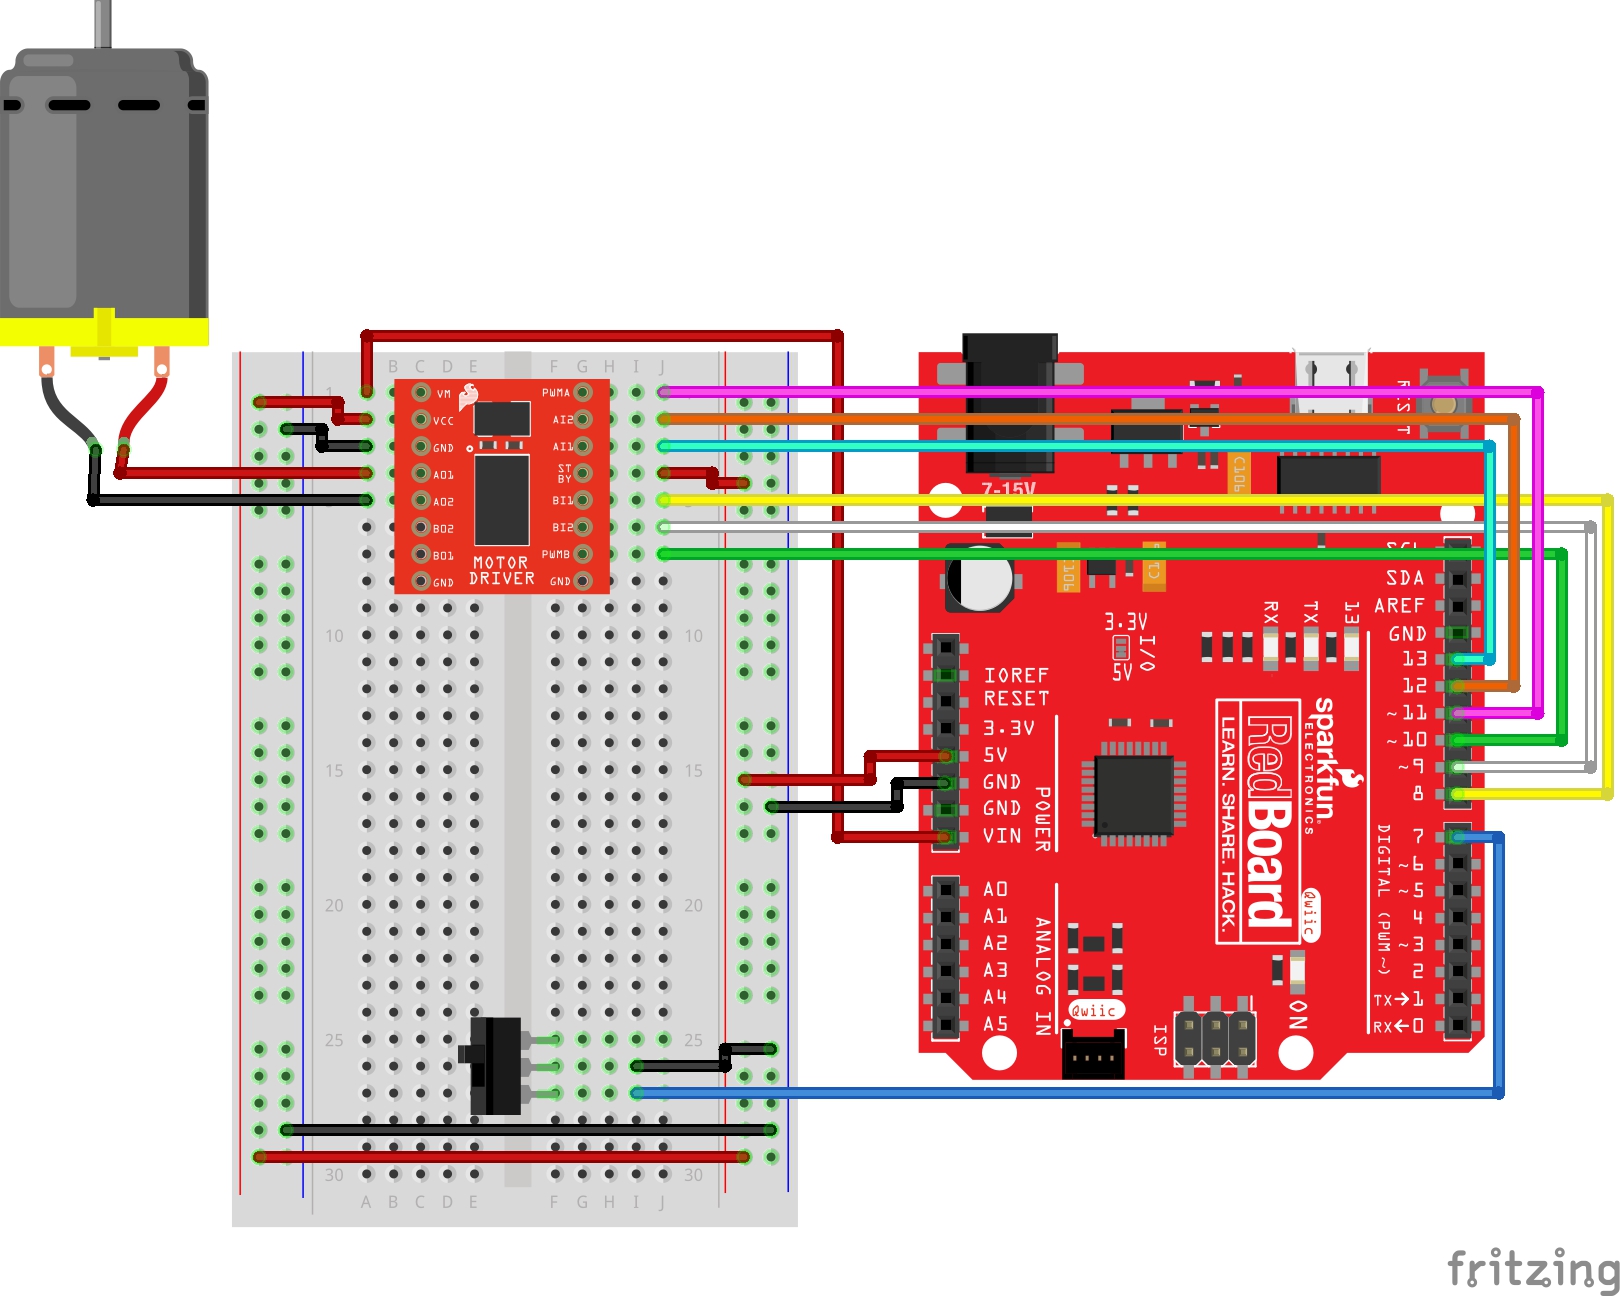 A B C D E F G H I J
1
10 10
15 15
20 20
25 25
30 30
A B C D E F G H I J
VM PWMA
VCC AI2
GND AI1
AO1 ST BY
AO2 BI1
BO2 BI2
BO1 PWMB
GND GND
MOTOR
DRIVER
7-15V
C106
C106
3.3V
I/O
5V
RX
TX
13
IOREF
RESET
3.3V
5V
GND
GND
VIN
POWER
A0
A1
A2
A3
A4
A5
ANALOG IN
SDA
AREF
GND
13
12
~11
~10
~9
8
7
~6
~5
4
~3
2
TX→1
RX←0
DIGITAL (PWM ~)
sparkfun
ELECTRONICS
RedBoard
LEARN. SHARE. HACK.
Qwiic
Qwiic
ISP
ON
fritzing